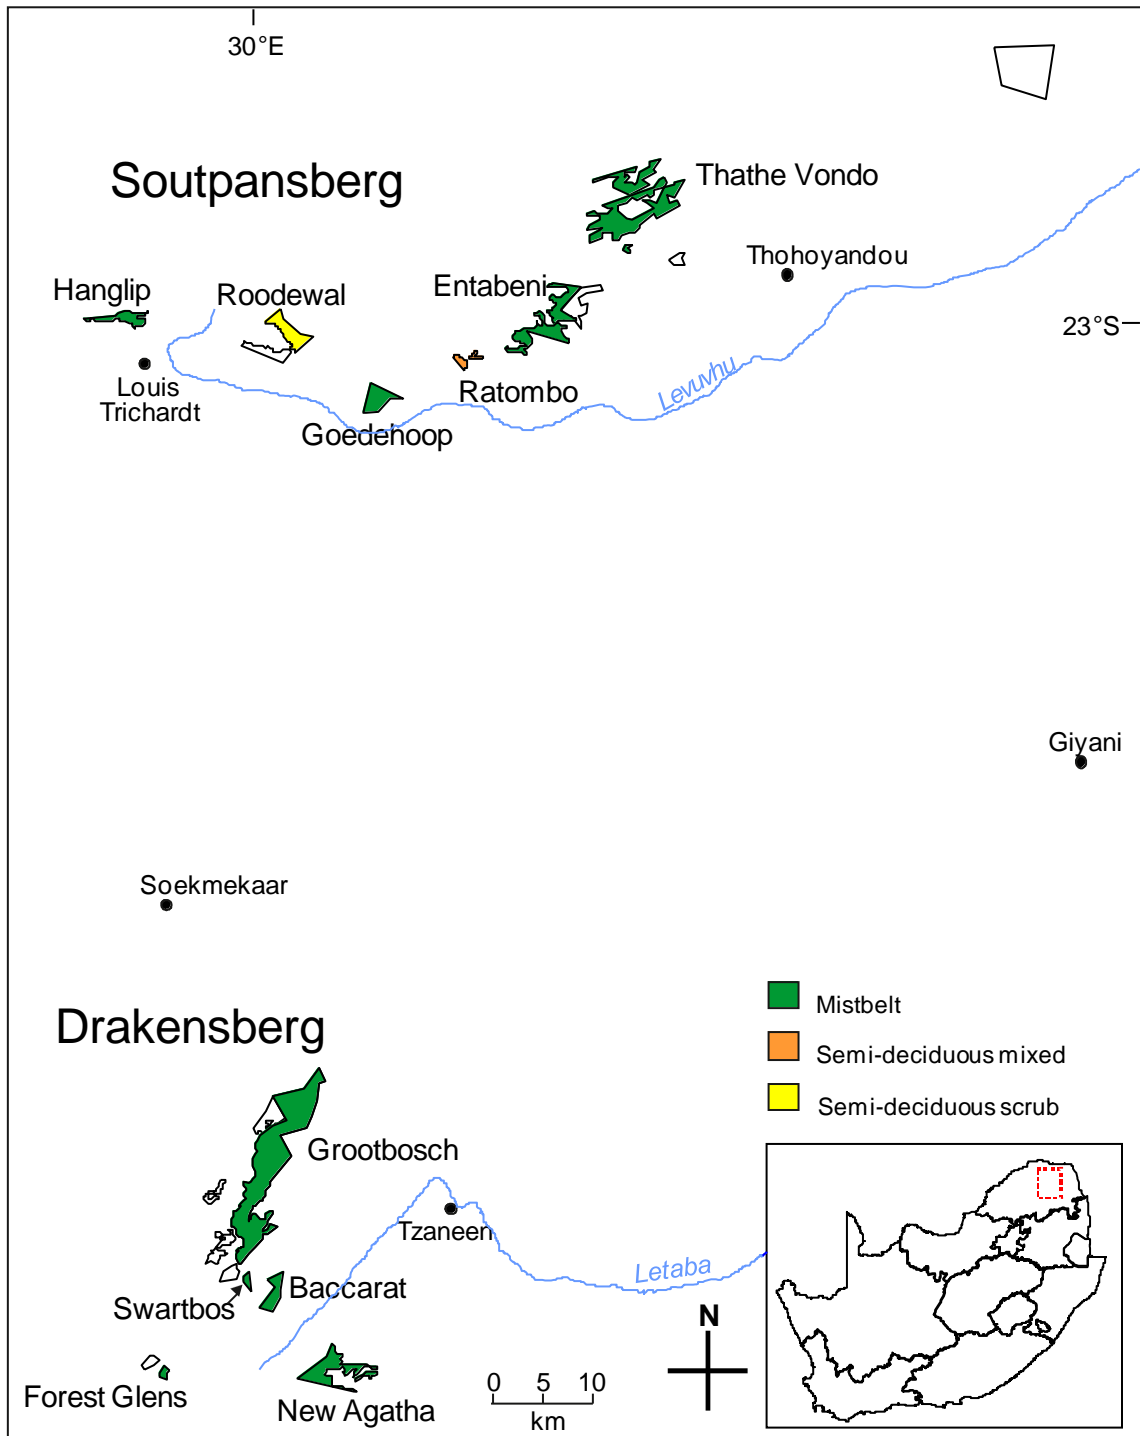 30°E
Soutpansberg
Thathe Vondo
Thohoyandou
Hanglip
Roodewal
Entabeni
23°S
Louis
Trichardt
Ratombo
Levuvhu
Goedehoop
Giyani
Soekmekaar
Drakensberg
Mistbelt
Semi-deciduous mixed
Semi-deciduous scrub
Grootbosch
Tzaneen
Letaba
Baccarat
Swartbos
N
Forest Glens
New Agatha
0 5 10
km